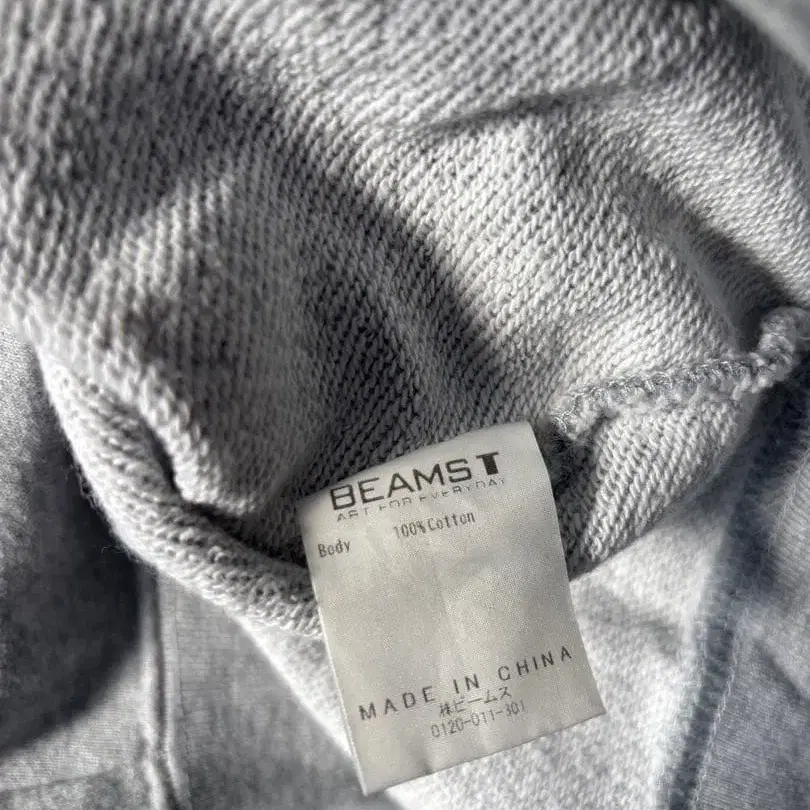 BEAMS T
ART FOR EVERYDAY
Body 100%Cotton
MADE IN CHINA
㈱ビームス
0120-011-301